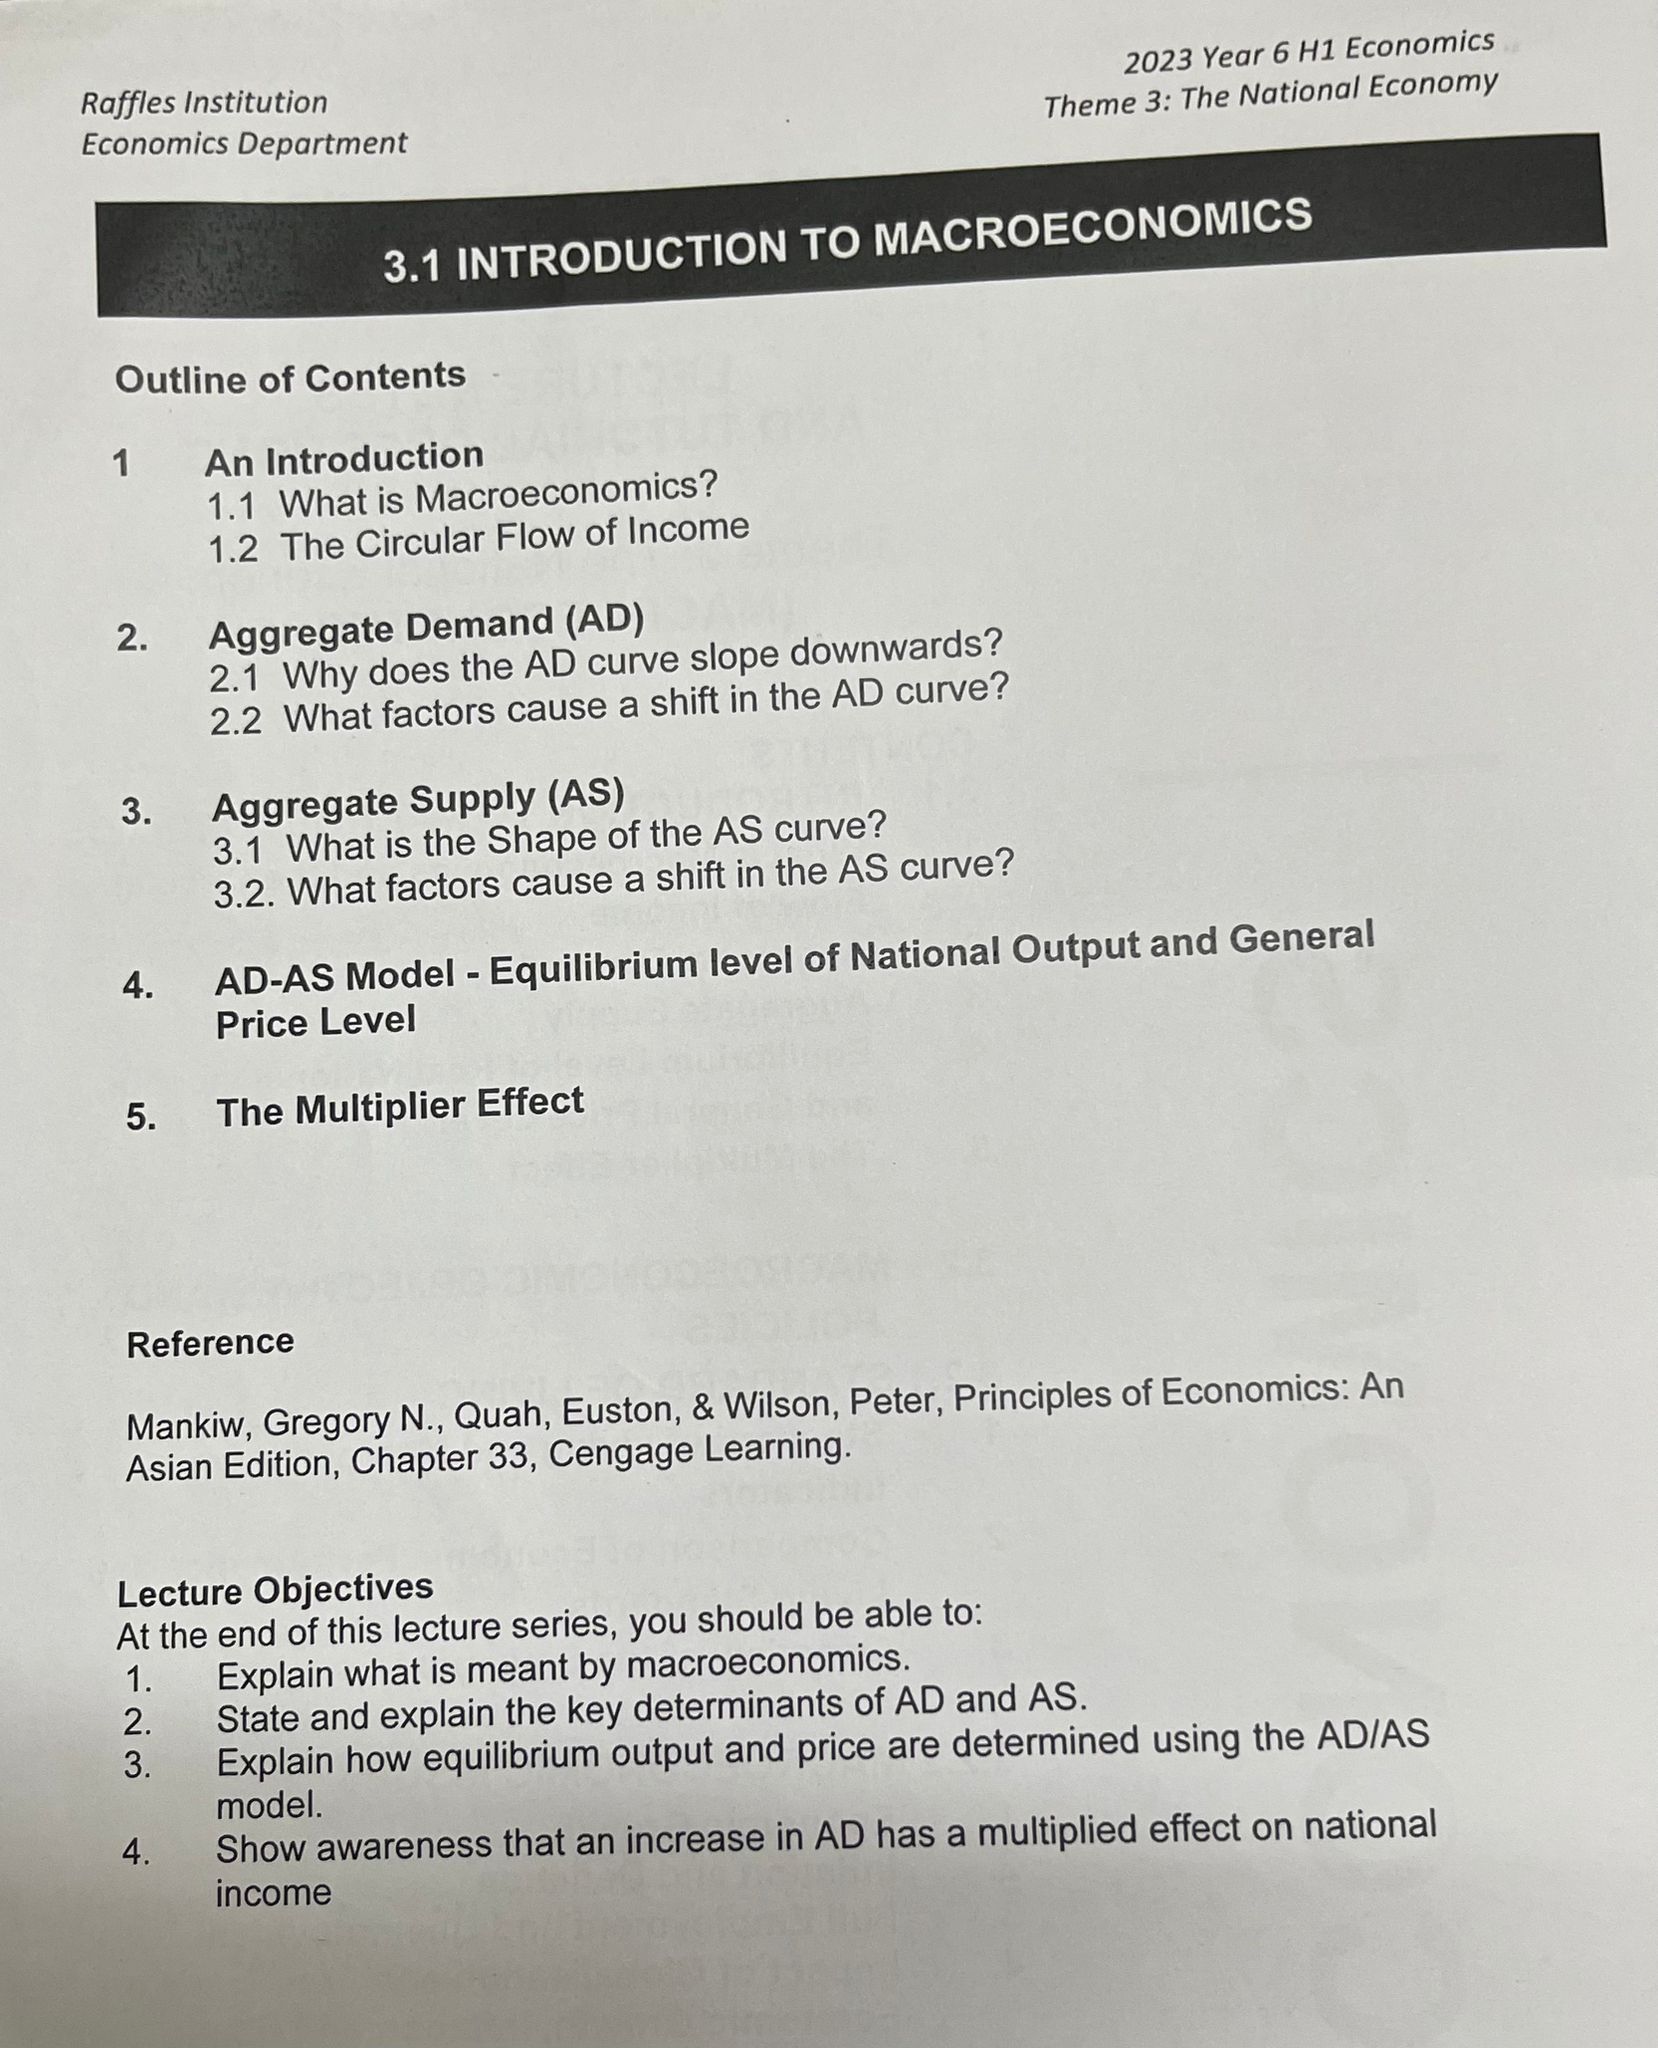 Raffles Institution
Economics Department
2023 Year 6 H1 Economics
Theme 3: The National Economy
3.1 INTRODUCTION TO MACROECONOMICS
Outline of Contents
1 An Introduction
1.1 What is Macroeconomics?
1.2 The Circular Flow of Income
2. Aggregate Demand (AD)
2.1 Why does the AD curve slope downwards?
2.2 What factors cause a shift in the AD curve?
3. Aggregate Supply (AS)
3.1 What is the Shape of the AS curve?
3.2. What factors cause a shift in the AS curve?
4. AD-AS Model - Equilibrium level of National Output and General
Price Level
5. The Multiplier Effect
Reference
Mankiw, Gregory N., Quah, Euston, & Wilson, Peter, Principles of Economics: An
Asian Edition, Chapter 33, Cengage Learning.
Lecture Objectives
At the end of this lecture series, you should be able to:
1. Explain what is meant by macroeconomics.
2. State and explain the key determinants of AD and AS.
3. Explain how equilibrium output and price are determined using the AD/AS
model.
4. Show awareness that an increase in AD has a multiplied effect on national
income